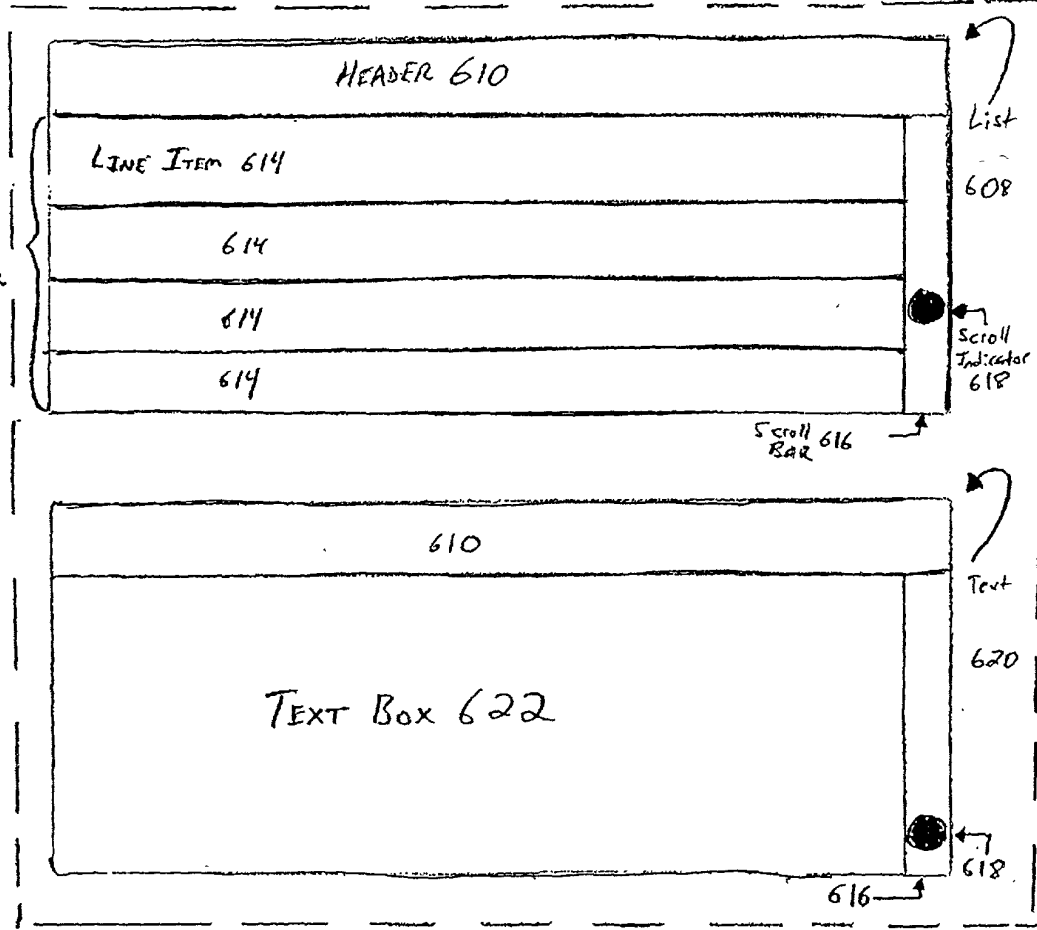 HEADER 610
List
608
LINE ITEM 614
614
614
614
Scroll
Indicator
618
Scroll 616
BAR
610
Text
620
TEXT BOX 622
618
616